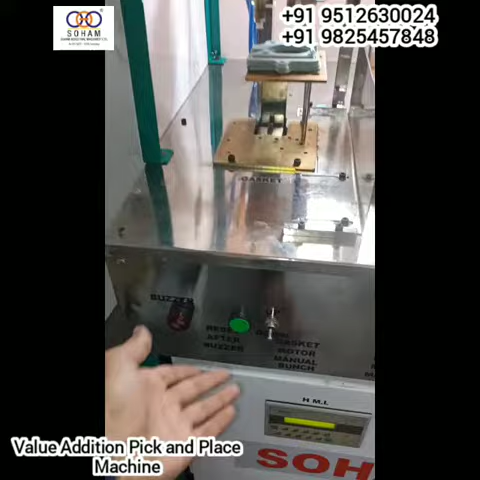 SOHAM
+91 9512630024
+91 9825457848
GASKET
BUZZER
RESET
AFTER
BUZZER
GASKET
MOTOR
MANUAL
BUNCH
H M.I.
SOH
Value Addition Pick and Place
Machine